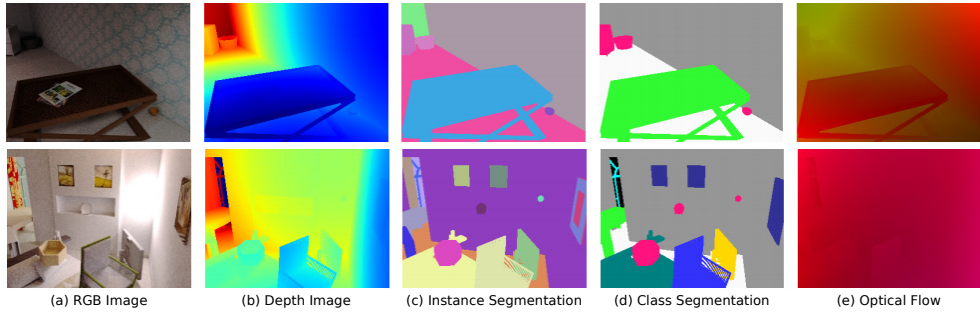 (a) RGB Image
(b) Depth Image
(c) Instance Segmentation
(d) Class Segmentation
(e) Optical Flow